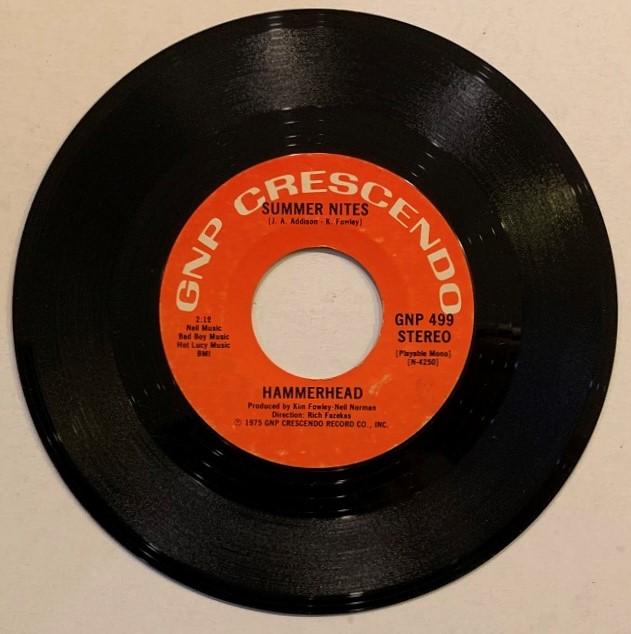 GNP CRESCENDO
SUMMER NITES
(J. A. Addison - K. Fowley)
2:12
Neil Music
Bad Boy Music
Hot Lucy Music
BMI
GNP 499
STEREO
[Playable Mono]
[N-4250]
HAMMERHEAD
Produced by Kim Fowley-Neil Norman
Direction: Rich Fazekas
℗ 1975 GNP CRESCENDO RECORD CO., INC.